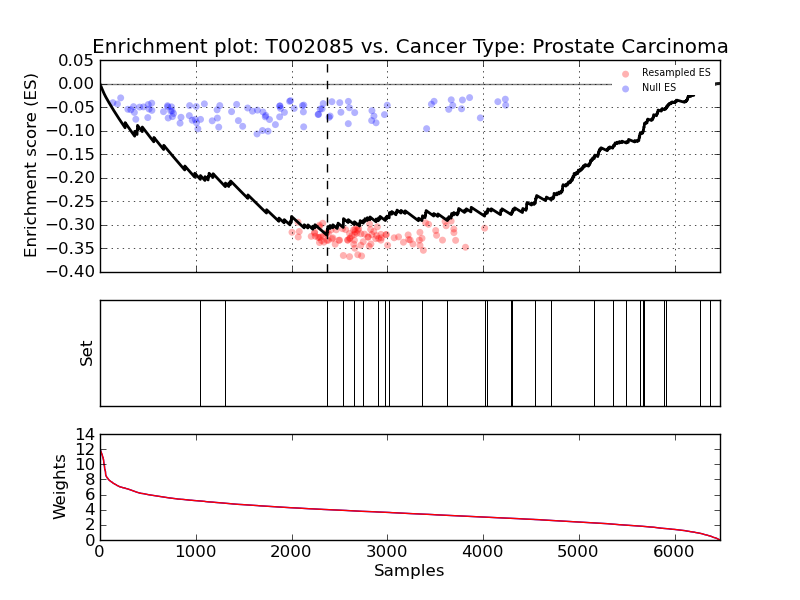 Enrichment plot: T002085 vs. Cancer Type: Prostate Carcinoma
0.05
0.00
−0.05
−0.10
−0.15
−0.20
−0.25
−0.30
−0.35
−0.40
Enrichment score (ES)
Resampled ES
Null ES
Set
14
12
10
8
6
4
2
0
Weights
0 1000 2000 3000 4000 5000 6000
Samples